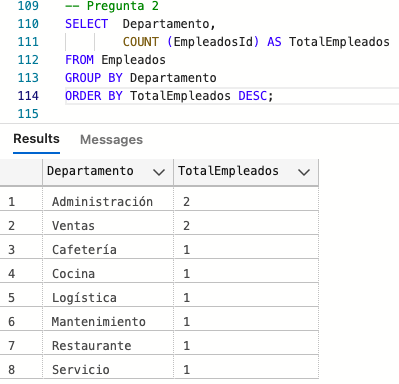 109
110 -- Pregunta 2
SELECT Departamento,
111 COUNT (EmpleadosId) AS TotalEmpleados
112 FROM Empleados
113 GROUP BY Departamento
114 ORDER BY TotalEmpleados DESC;
115
Results Messages
Departamento TotalEmpleados
1 Administración 2
2 Ventas 2
3 Cafetería 1
4 Cocina 1
5 Logística 1
6 Mantenimiento 1
7 Restaurante 1
8 Servicio 1